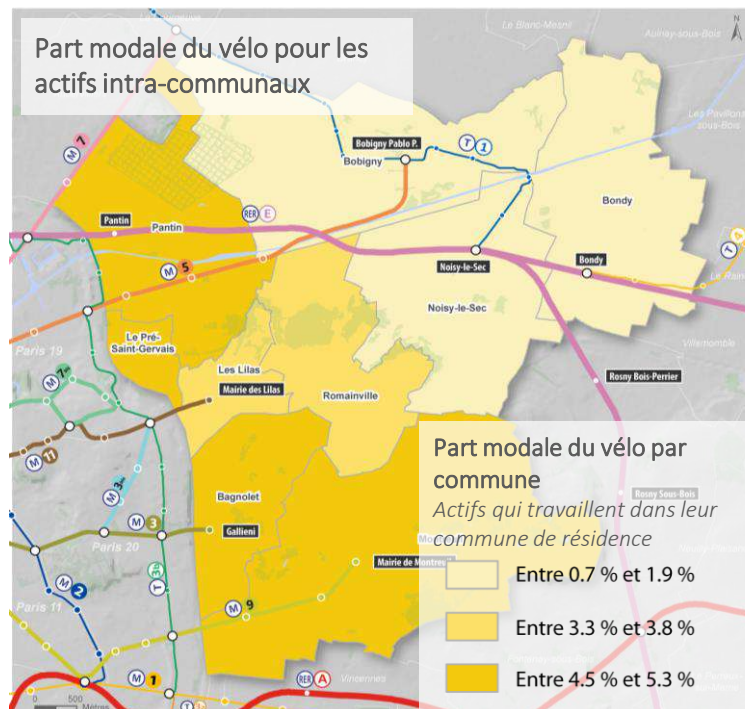 Part modale du vélo pour les
actifs intra-communaux
Le Blanc-Mesnil
Aulnay-sous-Bois
N
Les Pavillons
sous-Bois
M 7
T 1
Bobigny Pablo P.
Bobigny
Bondy
Pantin
Pantin
RER E
M 5
Noisy-le-Sec
Bondy
T 4
Noisy-le-Sec
Le Pré-
Saint-Gervais
Paris 19
Villemomble
Les Lilas
Mairie des Lilas
Romainville
Rosny Bois-Perrier
M 7bis
M 11
M 3bis
Bagnolet
Gallieni
M 3
Paris 20
Rosny Sous-Bois
Mairie de Montreuil
M 2
T 3b
M 9
Paris 11
M 1
RER A
Vincennes
0 500
Mètres
Part modale du vélo par
commune
Actifs qui travaillent dans leur
commune de résidence
Entre 0.7 % et 1.9 %
Entre 3.3 % et 3.8 %
Entre 4.5 % et 5.3 %